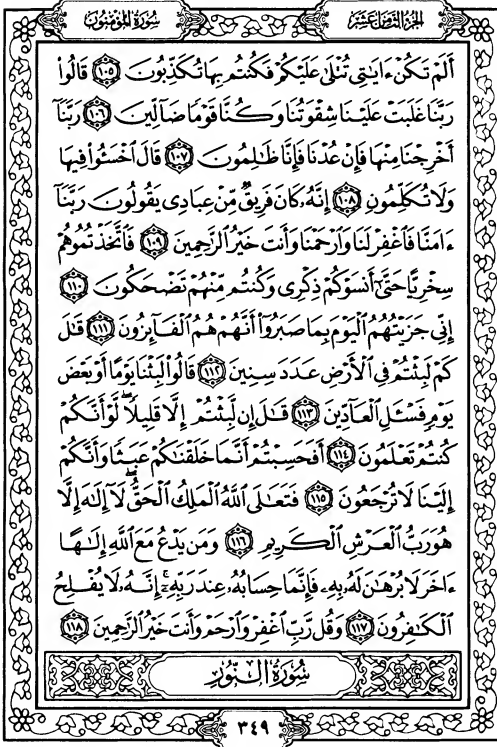 الجزء الثامن عشر سورة المؤمنون
أَلَمْ تَكُنْ ءَايَٰتِى تُتْلَىٰ عَلَيْكُمْ فَكُنتُم بِهَا تُكَذِّبُونَ ١٠٥ قَالُوا۟
رَبَّنَا غَلَبَتْ عَلَيْنَا شِقْوَتُنَا وَكُنَّا قَوْمًا ضَآلِّينَ ١٠٦ رَبَّنَآ
أَخْرِجْنَا مِنْهَا فَإِنْ عُدْنَا فَإِنَّا ظَٰلِمُونَ ١٠٧ قَالَ ٱخْسَـُٔوا۟ فِيهَا
وَلَا تُكَلِّمُونِ ١٠٨ إِنَّهُۥ كَانَ فَرِيقٌ مِّنْ عِبَادِى يَقُولُونَ رَبَّنَآ
ءَامَنَّا فَٱغْفِرْ لَنَا وَٱرْحَمْنَا وَأَنتَ خَيْرُ ٱلرَّٰحِمِينَ ١٠٩ فَٱتَّخَذْتُمُوهُمْ
سِخْرِيًّا حَتَّىٰٓ أَنسَوْكُمْ ذِكْرِى وَكُنتُم مِّنْهُمْ تَضْحَكُونَ ١١٠
إِنِّى جَزَيْتُهُمُ ٱلْيَوْمَ بِمَا صَبَرُوٓا۟ أَنَّهُمْ هُمُ ٱلْفَآئِزُونَ ١١١ قَٰلَ
كَمْ لَبِثْتُمْ فِى ٱلْأَرْضِ عَدَدَ سِنِينَ ١١٢ قَالُوا۟ لَبِثْنَا يَوْمًا أَوْ بَعْضَ
يَوْمٍ فَسْـَٔلِ ٱلْعَآدِّينَ ١١٣ قَٰلَ إِن لَّبِثْتُمْ إِلَّا قَلِيلًا ۖ لَّوْ أَنَّكُمْ
كُنتُمْ تَعْلَمُونَ ١١٤ أَفَحَسِبْتُمْ أَنَّمَا خَلَقْنَٰكُمْ عَبَثًا وَأَنَّكُمْ
إِلَيْنَا لَا تُرْجَعُونَ ١١٥ فَتَعَٰلَى ٱللَّهُ ٱلْمَلِكُ ٱلْحَقُّ ۖ لَآ إِلَٰهَ إِلَّا
هُوَ رَبُّ ٱلْعَرْشِ ٱلْكَرِيمِ ١١٦ وَمَن يَدْعُ مَعَ ٱللَّهِ إِلَٰهًا
ءَاخَرَ لَا بُرْهَٰنَ لَهُۥ بِهِۦ فَإِنَّمَا حِسَابُهُۥ عِندَ رَبِّهِۦٓ ۚ إِنَّهُۥ لَا يُفْلِحُ
ٱلْكَٰفِرُونَ ١١٧ وَقُل رَّبِّ ٱغْفِرْ وَٱرْحَمْ وَأَنتَ خَيْرُ ٱلرَّٰحِمِينَ ١١٨
سُورَةُ النُّورِ
٣٤٩